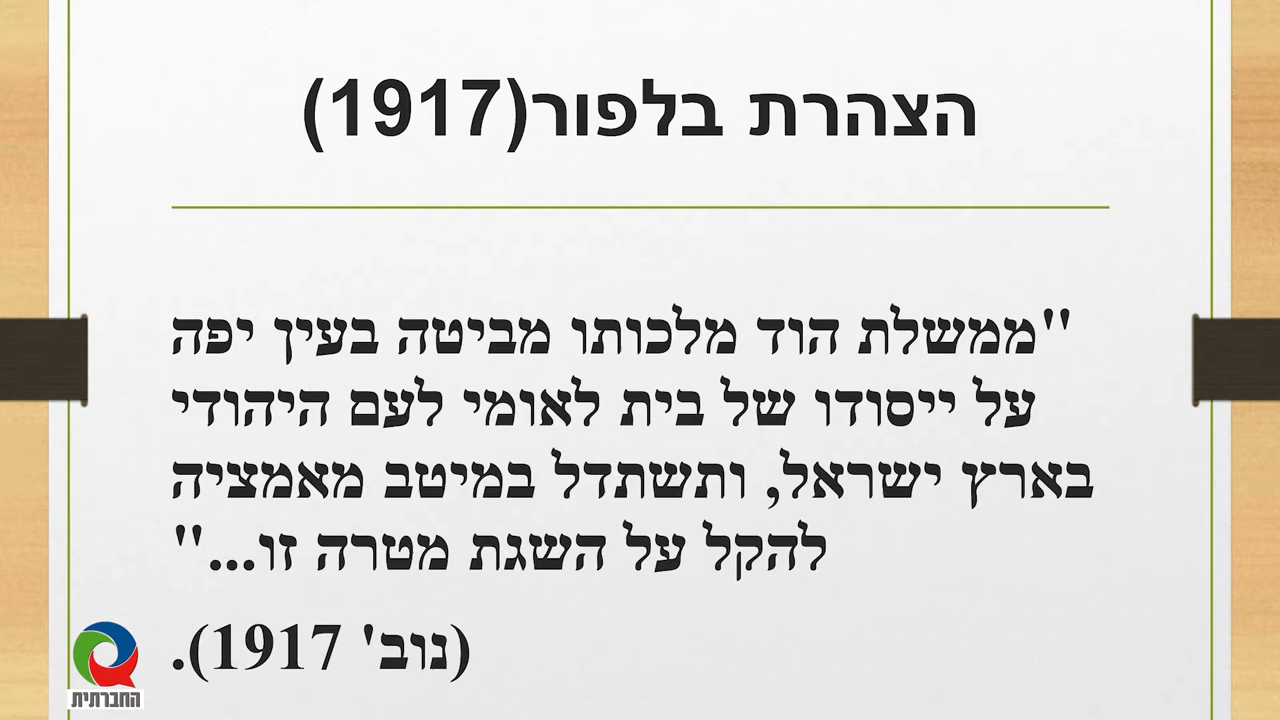 הצהרת בלפור(1917)
"ממשלת הוד מלכותו מביטה בעין יפה
על ייסודו של בית לאומי לעם היהודי
בארץ ישראל, ותשתדל במיטב מאמציה
להקל על השגת מטרה זו..."
(נוב' 1917).
החברתית